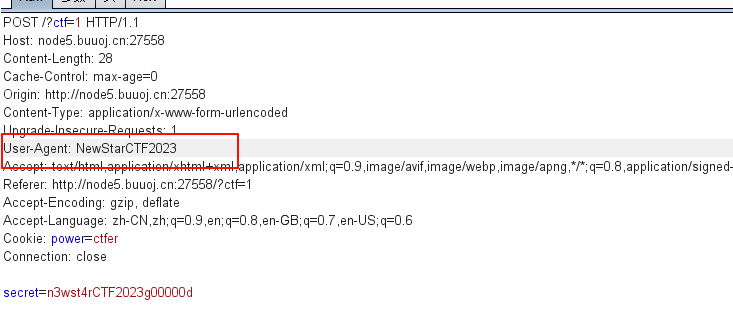 POST /?ctf=1 HTTP/1.1
Host: node5.buuoj.cn:27558
Content-Length: 28
Cache-Control: max-age=0
Origin: http://node5.buuoj.cn:27558
Content-Type: application/x-www-form-urlencoded
Upgrade-Insecure-Requests: 1
User-Agent: NewStarCTF2023
Accept: text/html,application/xhtml+xml,application/xml;q=0.9,image/avif,image/webp,image/apng,*/*;q=0.8,application/signed-
Referer: http://node5.buuoj.cn:27558/?ctf=1
Accept-Encoding: gzip, deflate
Accept-Language: zh-CN,zh;q=0.9,en;q=0.8,en-GB;q=0.7,en-US;q=0.6
Cookie: power=ctfer
Connection: close
secret=n3wst4rCTF2023g00000d